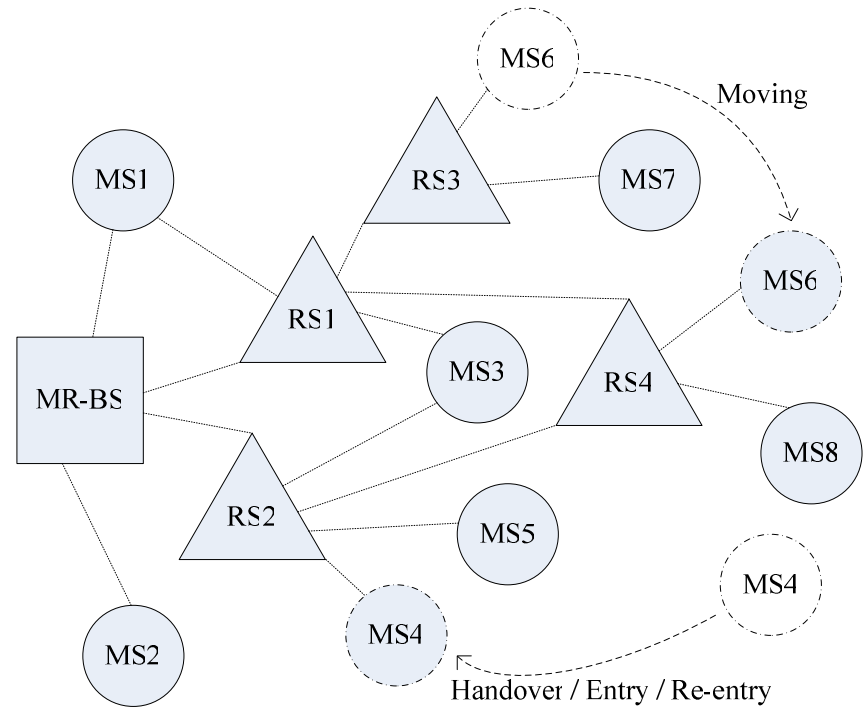 MS6
Moving
MS1
RS3
MS7
MS6
RS1
MS3
RS4
MR-BS
MS8
RS2
MS5
MS4
MS4
MS2
Handover / Entry / Re-entry